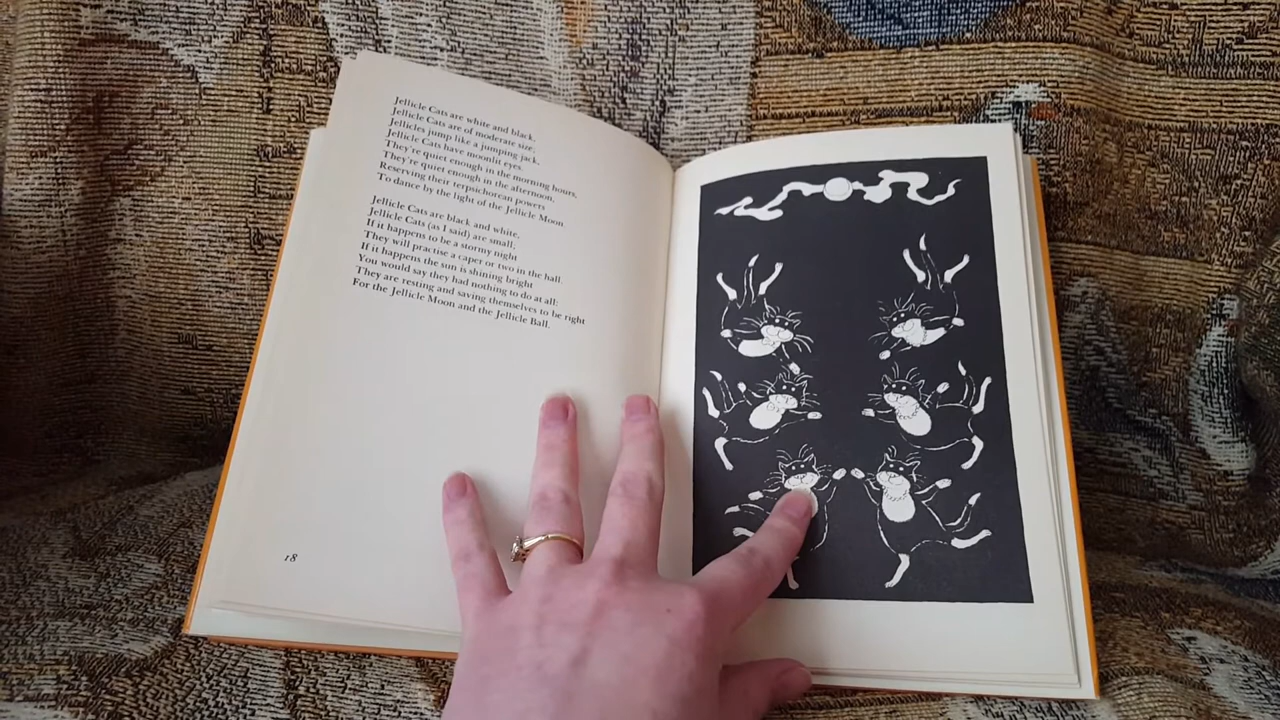 Jellicle Cats are white and black,
Jellicle Cats are of moderate size;
Jellicles jump like a jumping jack,
Jellicle Cats have moonlit eyes.
They're quiet enough in the morning hours,
They're quiet enough in the afternoon,
Reserving their terpsichorean powers
To dance by the light of the Jellicle Moon.
Jellicle Cats are black and white,
Jellicle Cats (as I said) are small;
If it happens to be a stormy night
They will practise a caper or two in the hall.
If it happens the sun is shining bright
You would say they had nothing to do at all:
They are resting and saving themselves to be right
For the Jellicle Moon and the Jellicle Ball.
18